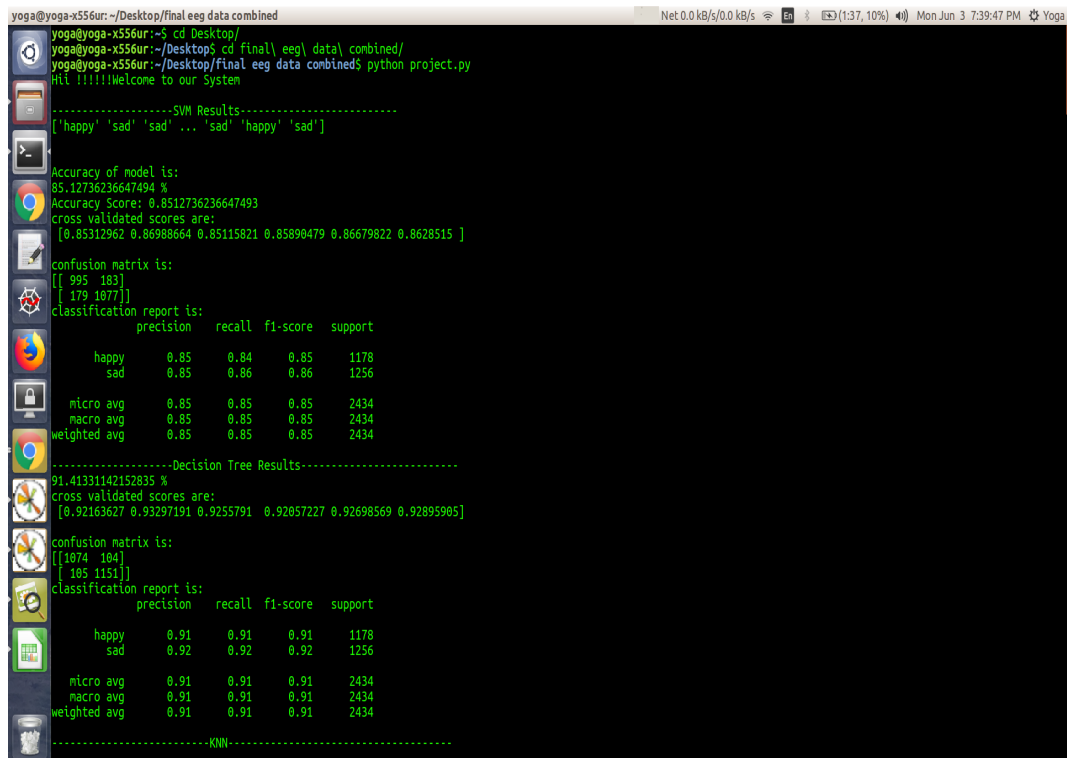 yoga@yoga-x556ur: ~/Desktop/final eeg data combined
Net 0.0 kB/s/0.0 kB/s En (1:37, 10%) Mon Jun 3 7:39:47 PM Yoga
yoga@yoga-x556ur:~$ cd Desktop/
yoga@yoga-x556ur:~/Desktop$ cd final\ eeg\ data\ combined/
yoga@yoga-x556ur:~/Desktop/final eeg data combined$ python project.py
Hii !!!!!!Welcome to our System
--------------------SVM Results--------------------------
['happy' 'sad' 'sad' ... 'sad' 'happy' 'sad']
Accuracy of model is:
85.12736236647494 %
Accuracy Score: 0.8512736236647493
cross validated scores are:
[0.85312962 0.86988664 0.85115821 0.85890479 0.86679822 0.8628515 ]
confusion matrix is:
[[ 995 183]
[ 179 1077]]
classification report is:
precision recall f1-score support
happy 0.85 0.84 0.85 1178
sad 0.85 0.86 0.86 1256
micro avg 0.85 0.85 0.85 2434
macro avg 0.85 0.85 0.85 2434
weighted avg 0.85 0.85 0.85 2434
--------------------Decision Tree Results--------------------------
91.41331142152835 %
cross validated scores are:
[0.92163627 0.93297191 0.9255791 0.92057227 0.92698569 0.92895905]
confusion matrix is:
[[1074 104]
[ 105 1151]]
classification report is:
precision recall f1-score support
happy 0.91 0.91 0.91 1178
sad 0.92 0.92 0.92 1256
micro avg 0.91 0.91 0.91 2434
macro avg 0.91 0.91 0.91 2434
weighted avg 0.91 0.91 0.91 2434
--------------------------KNN-------------------------------------